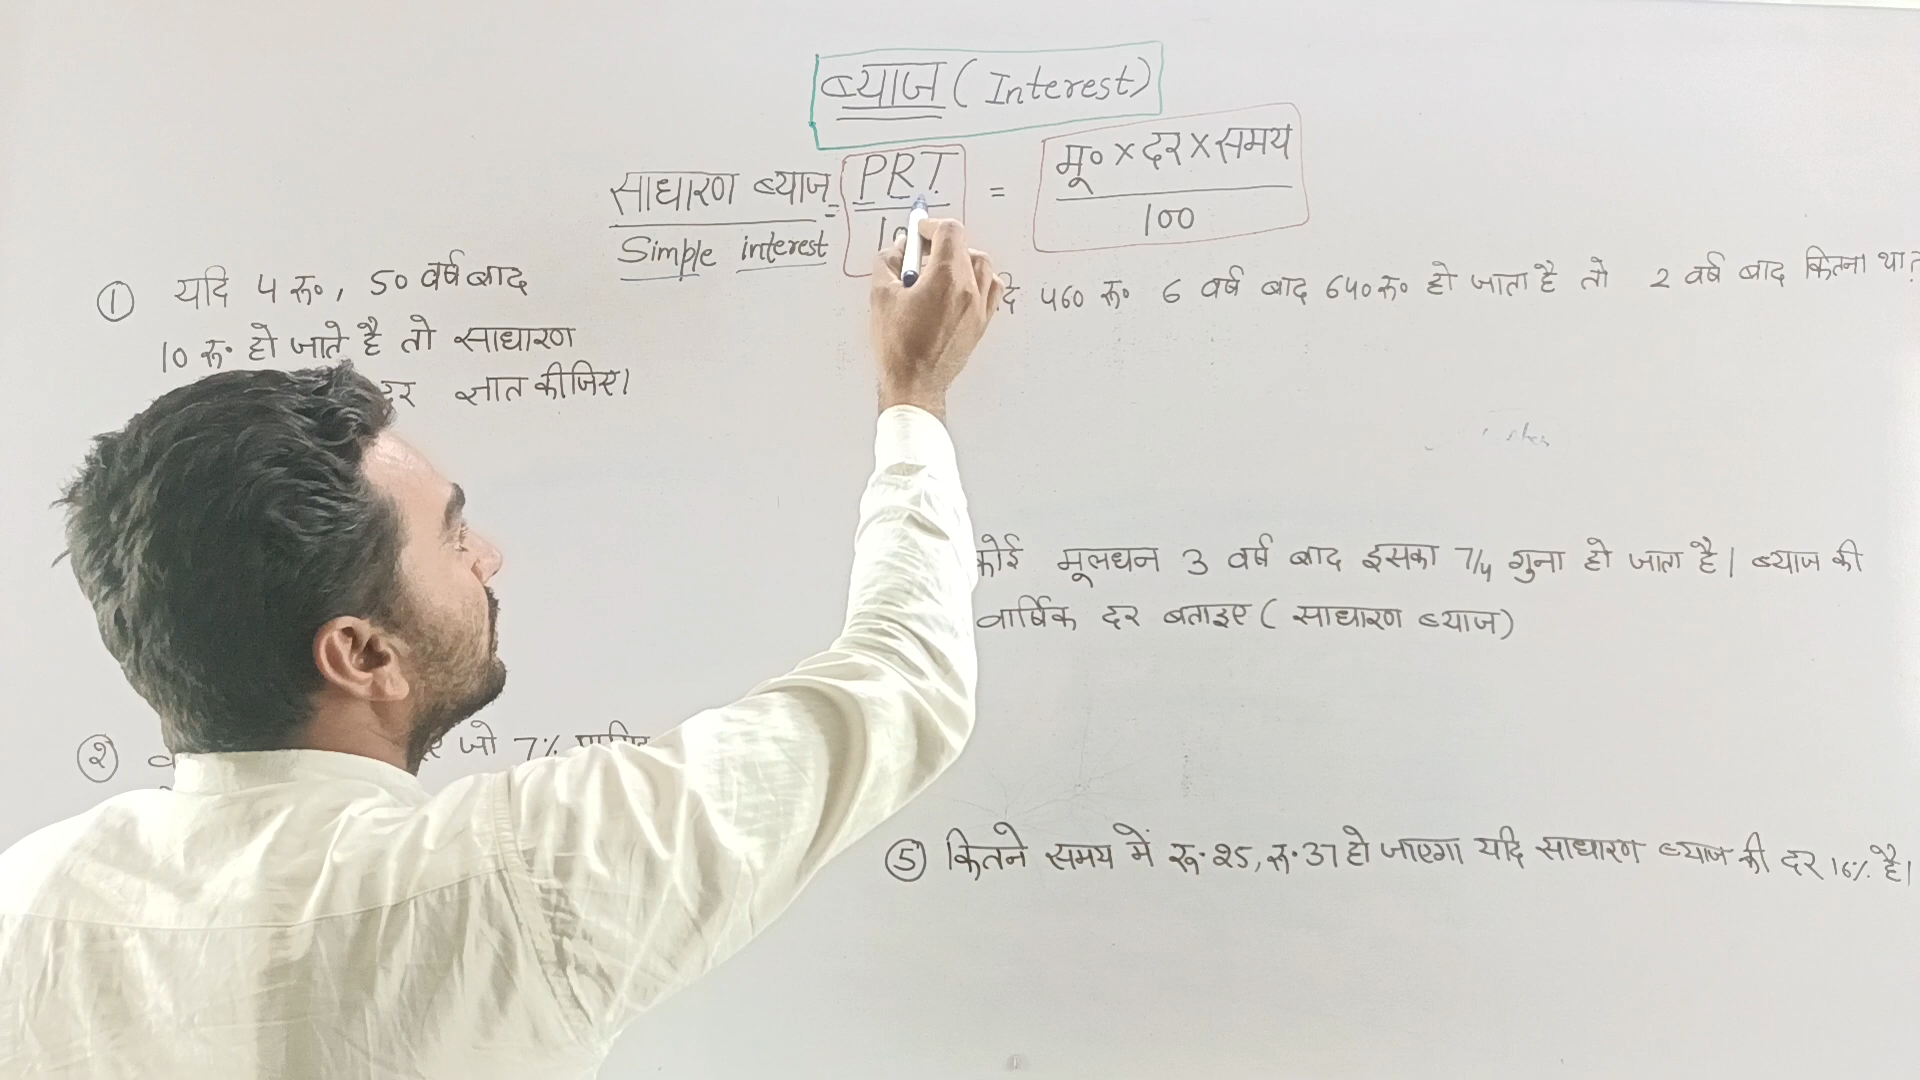 ब्याज (Interest)
साधारण ब्याज = PRT = मू० × दर × समय
Simple interest 100
① यदि 4 रू०, 50 वर्ष बाद
10 रू. हो जाते है तो साधारण
दर ज्ञात कीजिए।
460 रू० 6 वर्ष बाद 640 रू० हो जाता है तो 2 वर्ष बाद कितना था?
कोई मूलधन 3 वर्ष बाद इसका 7/4 गुना हो जाता है। ब्याज की
वार्षिक दर बताइए ( साधारण ब्याज)
② जो 7%
⑤ कितने समय में रू. 25, रू. 37 हो जाएगा यदि साधारण ब्याज की दर 16% है।